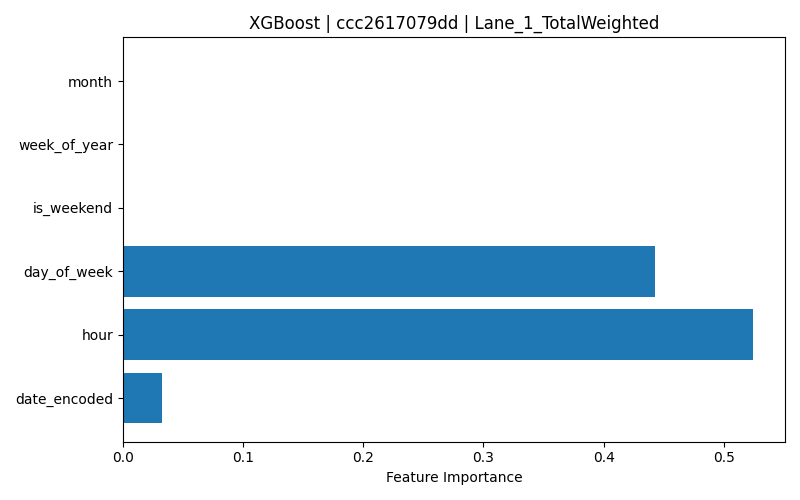 XGBoost | ccc2617079dd | Lane_1_TotalWeighted
month
week_of_year
is_weekend
day_of_week
hour
date_encoded
0.0 0.1 0.2 0.3 0.4 0.5
Feature Importance